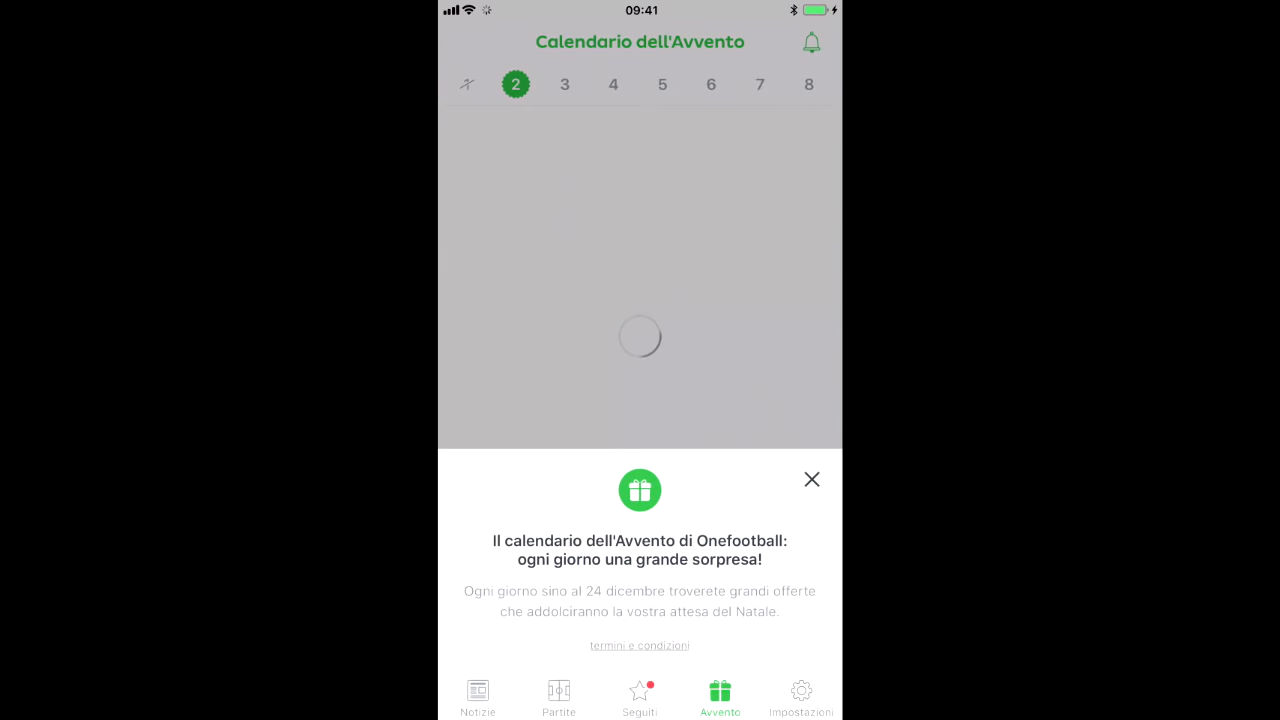 09:41
Calendario dell'Avvento
1 2 3 4 5 6 7 8
Il calendario dell'Avvento di Onefootball:
ogni giorno una grande sorpresa!
Ogni giorno sino al 24 dicembre troverete grandi offerte
che addolciranno la vostra attesa del Natale.
termini e condizioni
Notizie Partite Seguiti Avvento Impostazioni